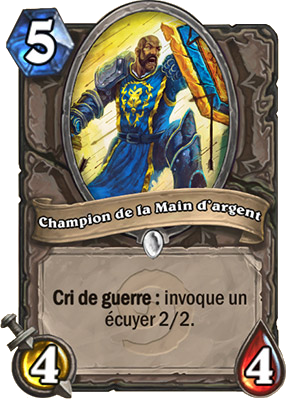 5
Champion de la Main d'argent
Cri de guerre : invoque un
écuyer 2/2.
4
4